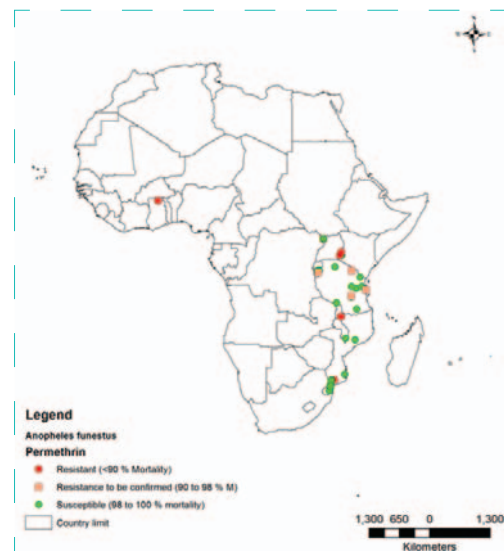 Legend
Anopheles funestus
Permethrin
Resistant (<90 % Mortality)
Resistance to be confirmed (90 to 98 % M)
Susceptible (98 to 100 % mortality)
Country limit
1,300 650 0 1,300
Kilometers